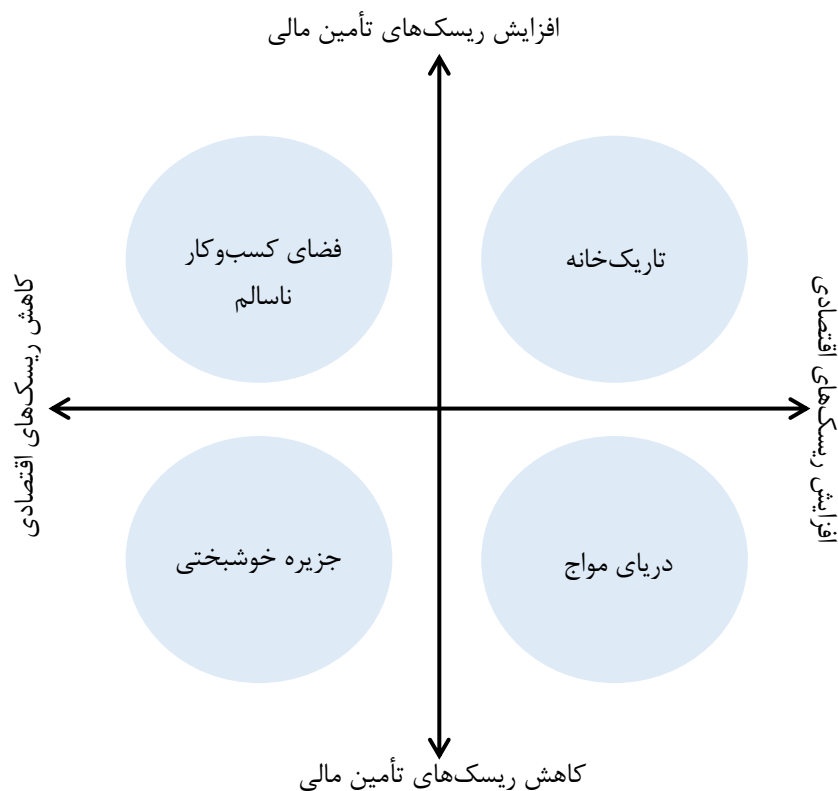 افزایش ریسک‌های تأمین مالی
تاریک‌خانه
فضای کسب‌وکار
ناسالم
افزایش ریسک‌های اقتصادی
کاهش ریسک‌های اقتصادی
دریای مواج
جزیره خوشبختی
کاهش ریسک‌های تأمین مالی